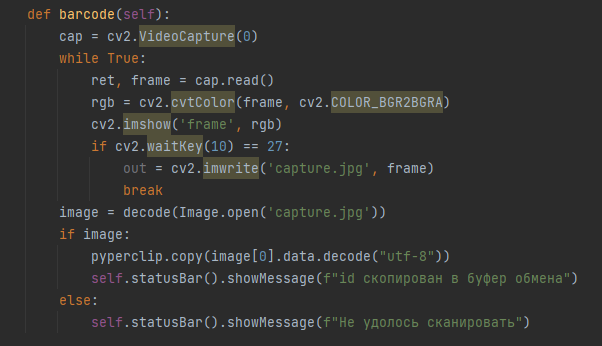 def barcode(self):
cap = cv2.VideoCapture(0)
while True:
ret, frame = cap.read()
rgb = cv2.cvtColor(frame, cv2.COLOR_BGR2BGRA)
cv2.imshow('frame', rgb)
if cv2.waitKey(10) == 27:
out = cv2.imwrite('capture.jpg', frame)
break
image = decode(Image.open('capture.jpg'))
if image:
pyperclip.copy(image[0].data.decode("utf-8"))
self.statusBar().showMessage(f"id скопирован в буфер обмена")
else:
self.statusBar().showMessage(f"Не удолось сканировать")